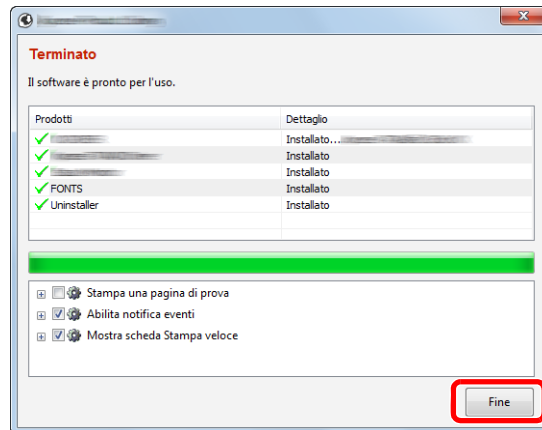 Terminato
Il software è pronto per l'uso.
Prodotti Dettaglio
Installato...
Installato
Installato
FONTS Installato
Uninstaller Installato
Stampa una pagina di prova
Abilita notifica eventi
Mostra scheda Stampa veloce
Fine